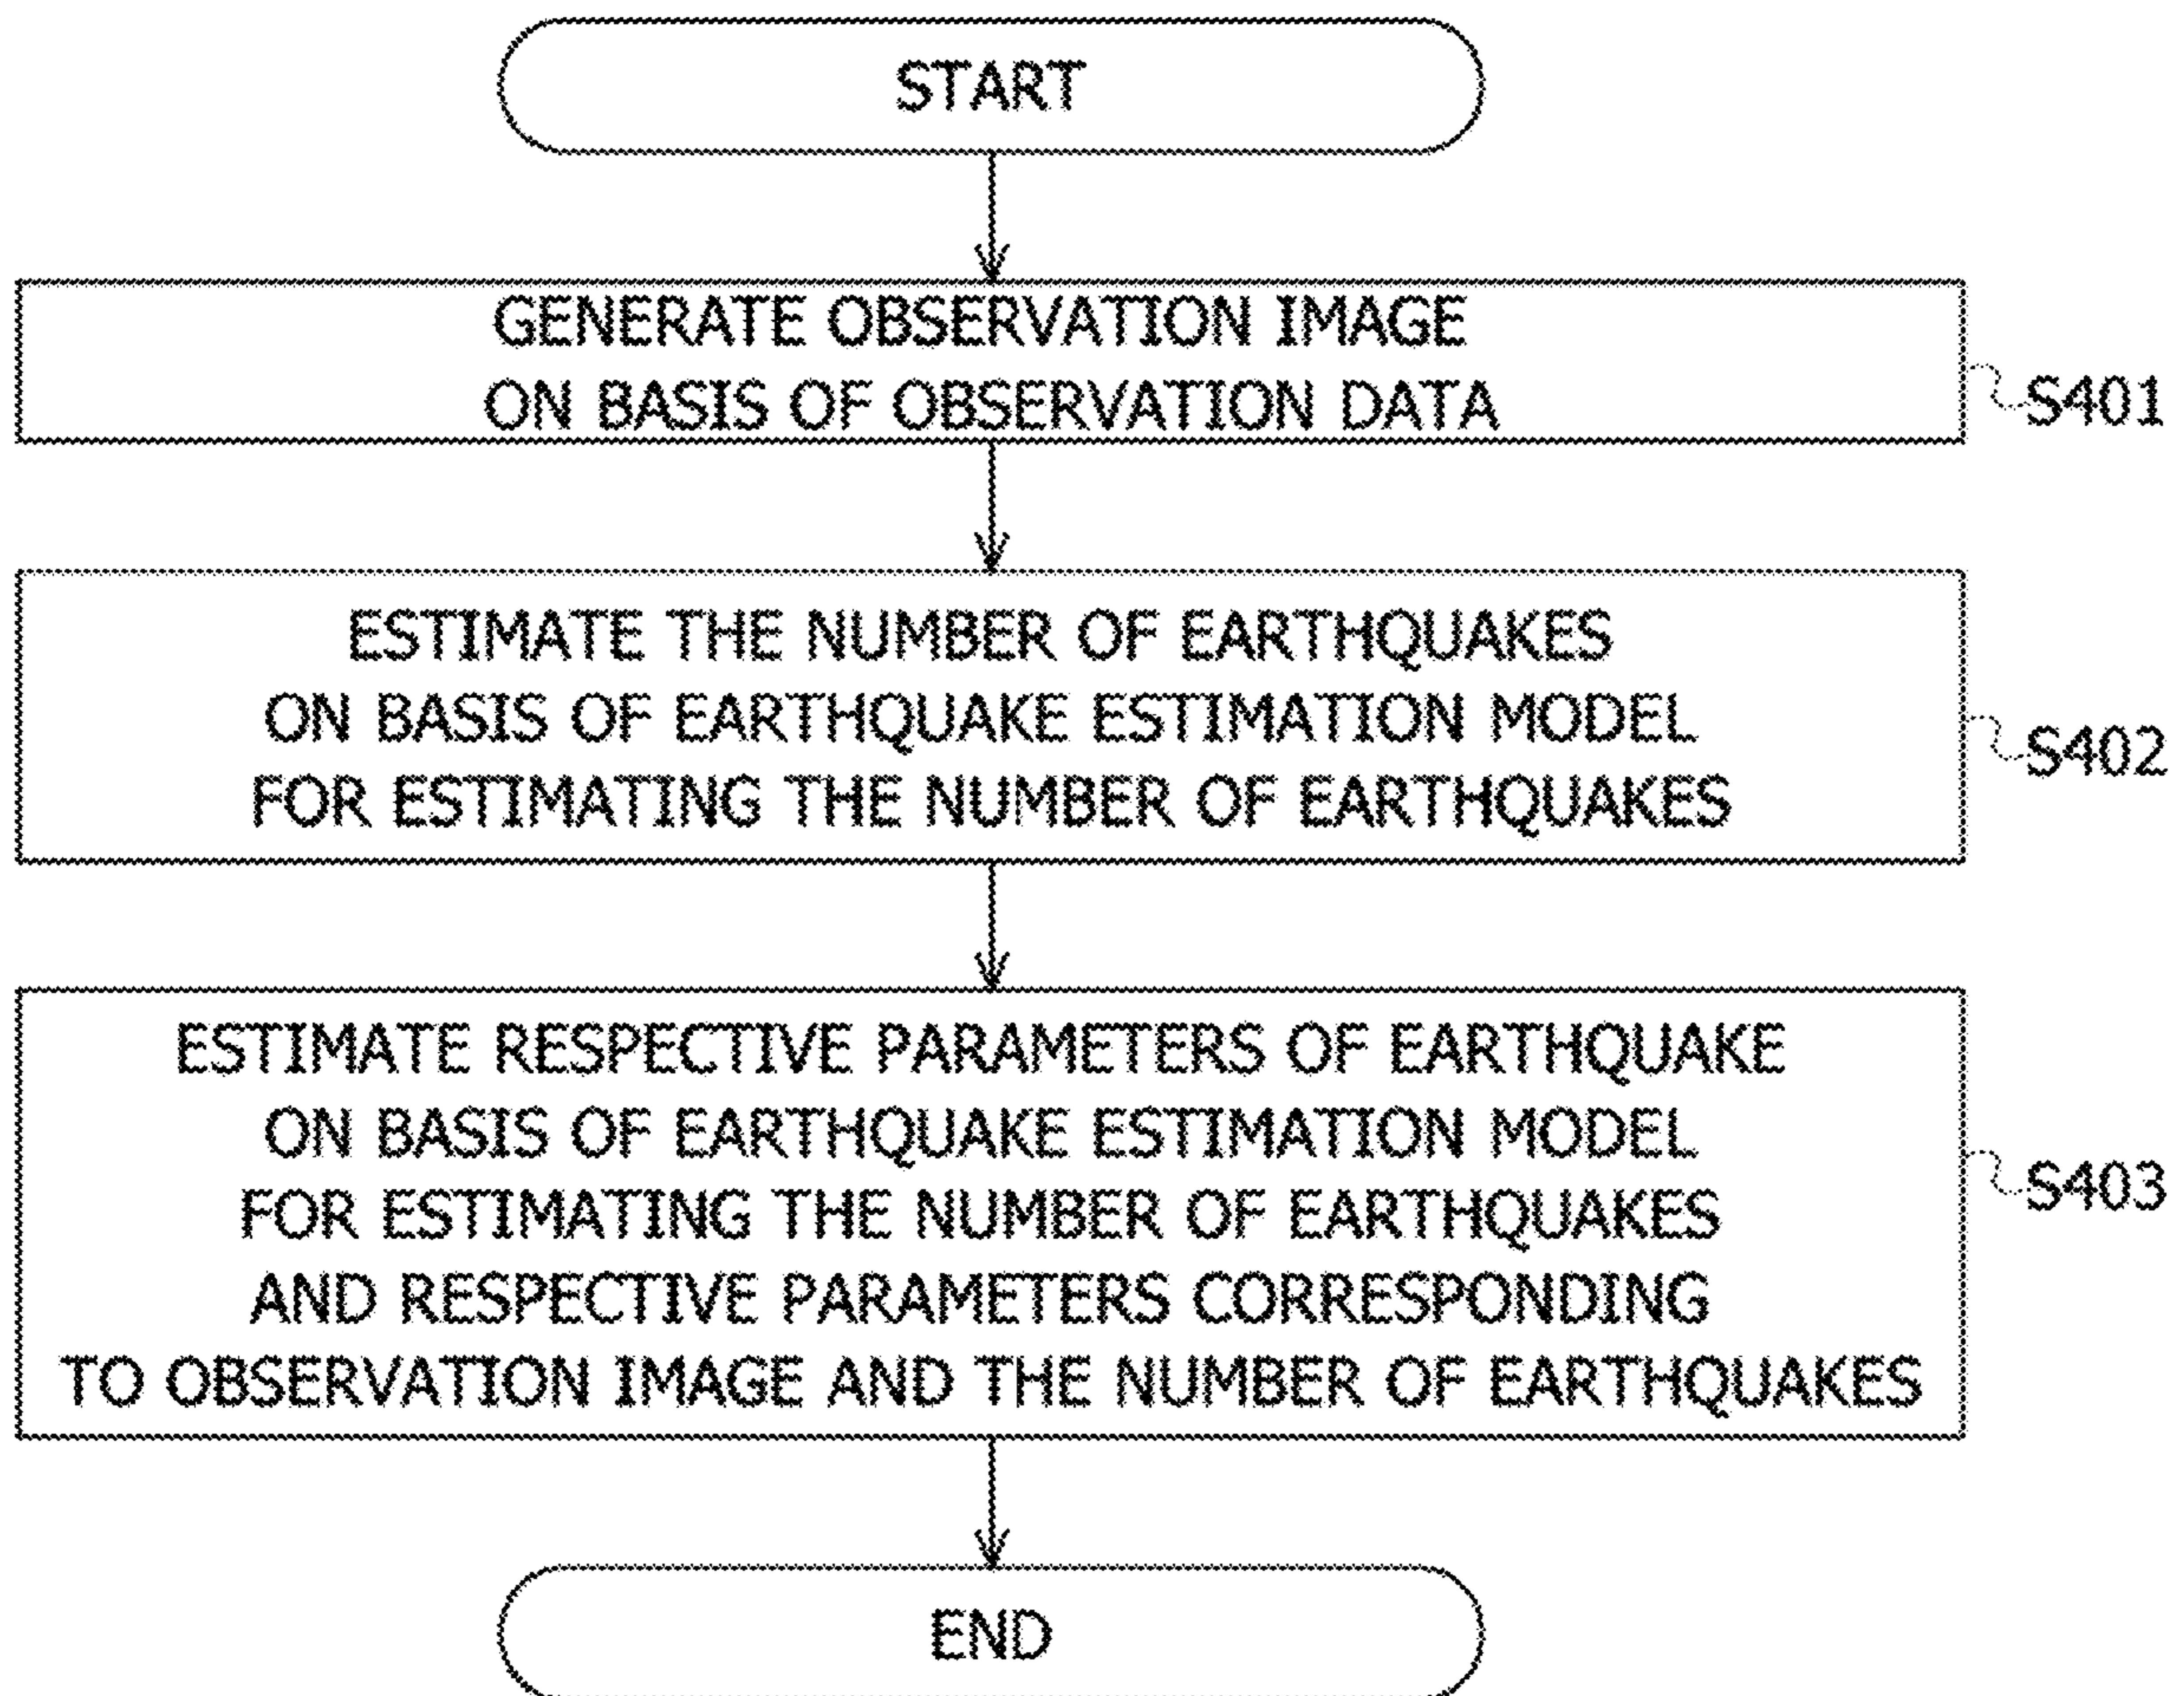 START
GENERATE OBSERVATION IMAGE
ON BASIS OF OBSERVATION DATA
S401
ESTIMATE THE NUMBER OF EARTHQUAKES
ON BASIS OF EARTHQUAKE ESTIMATION MODEL
FOR ESTIMATING THE NUMBER OF EARTHQUAKES
S402
ESTIMATE RESPECTIVE PARAMETERS OF EARTHQUAKE
ON BASIS OF EARTHQUAKE ESTIMATION MODEL
FOR ESTIMATING THE NUMBER OF EARTHQUAKES
AND RESPECTIVE PARAMETERS CORRESPONDING
TO OBSERVATION IMAGE AND THE NUMBER OF EARTHQUAKES
S403
END